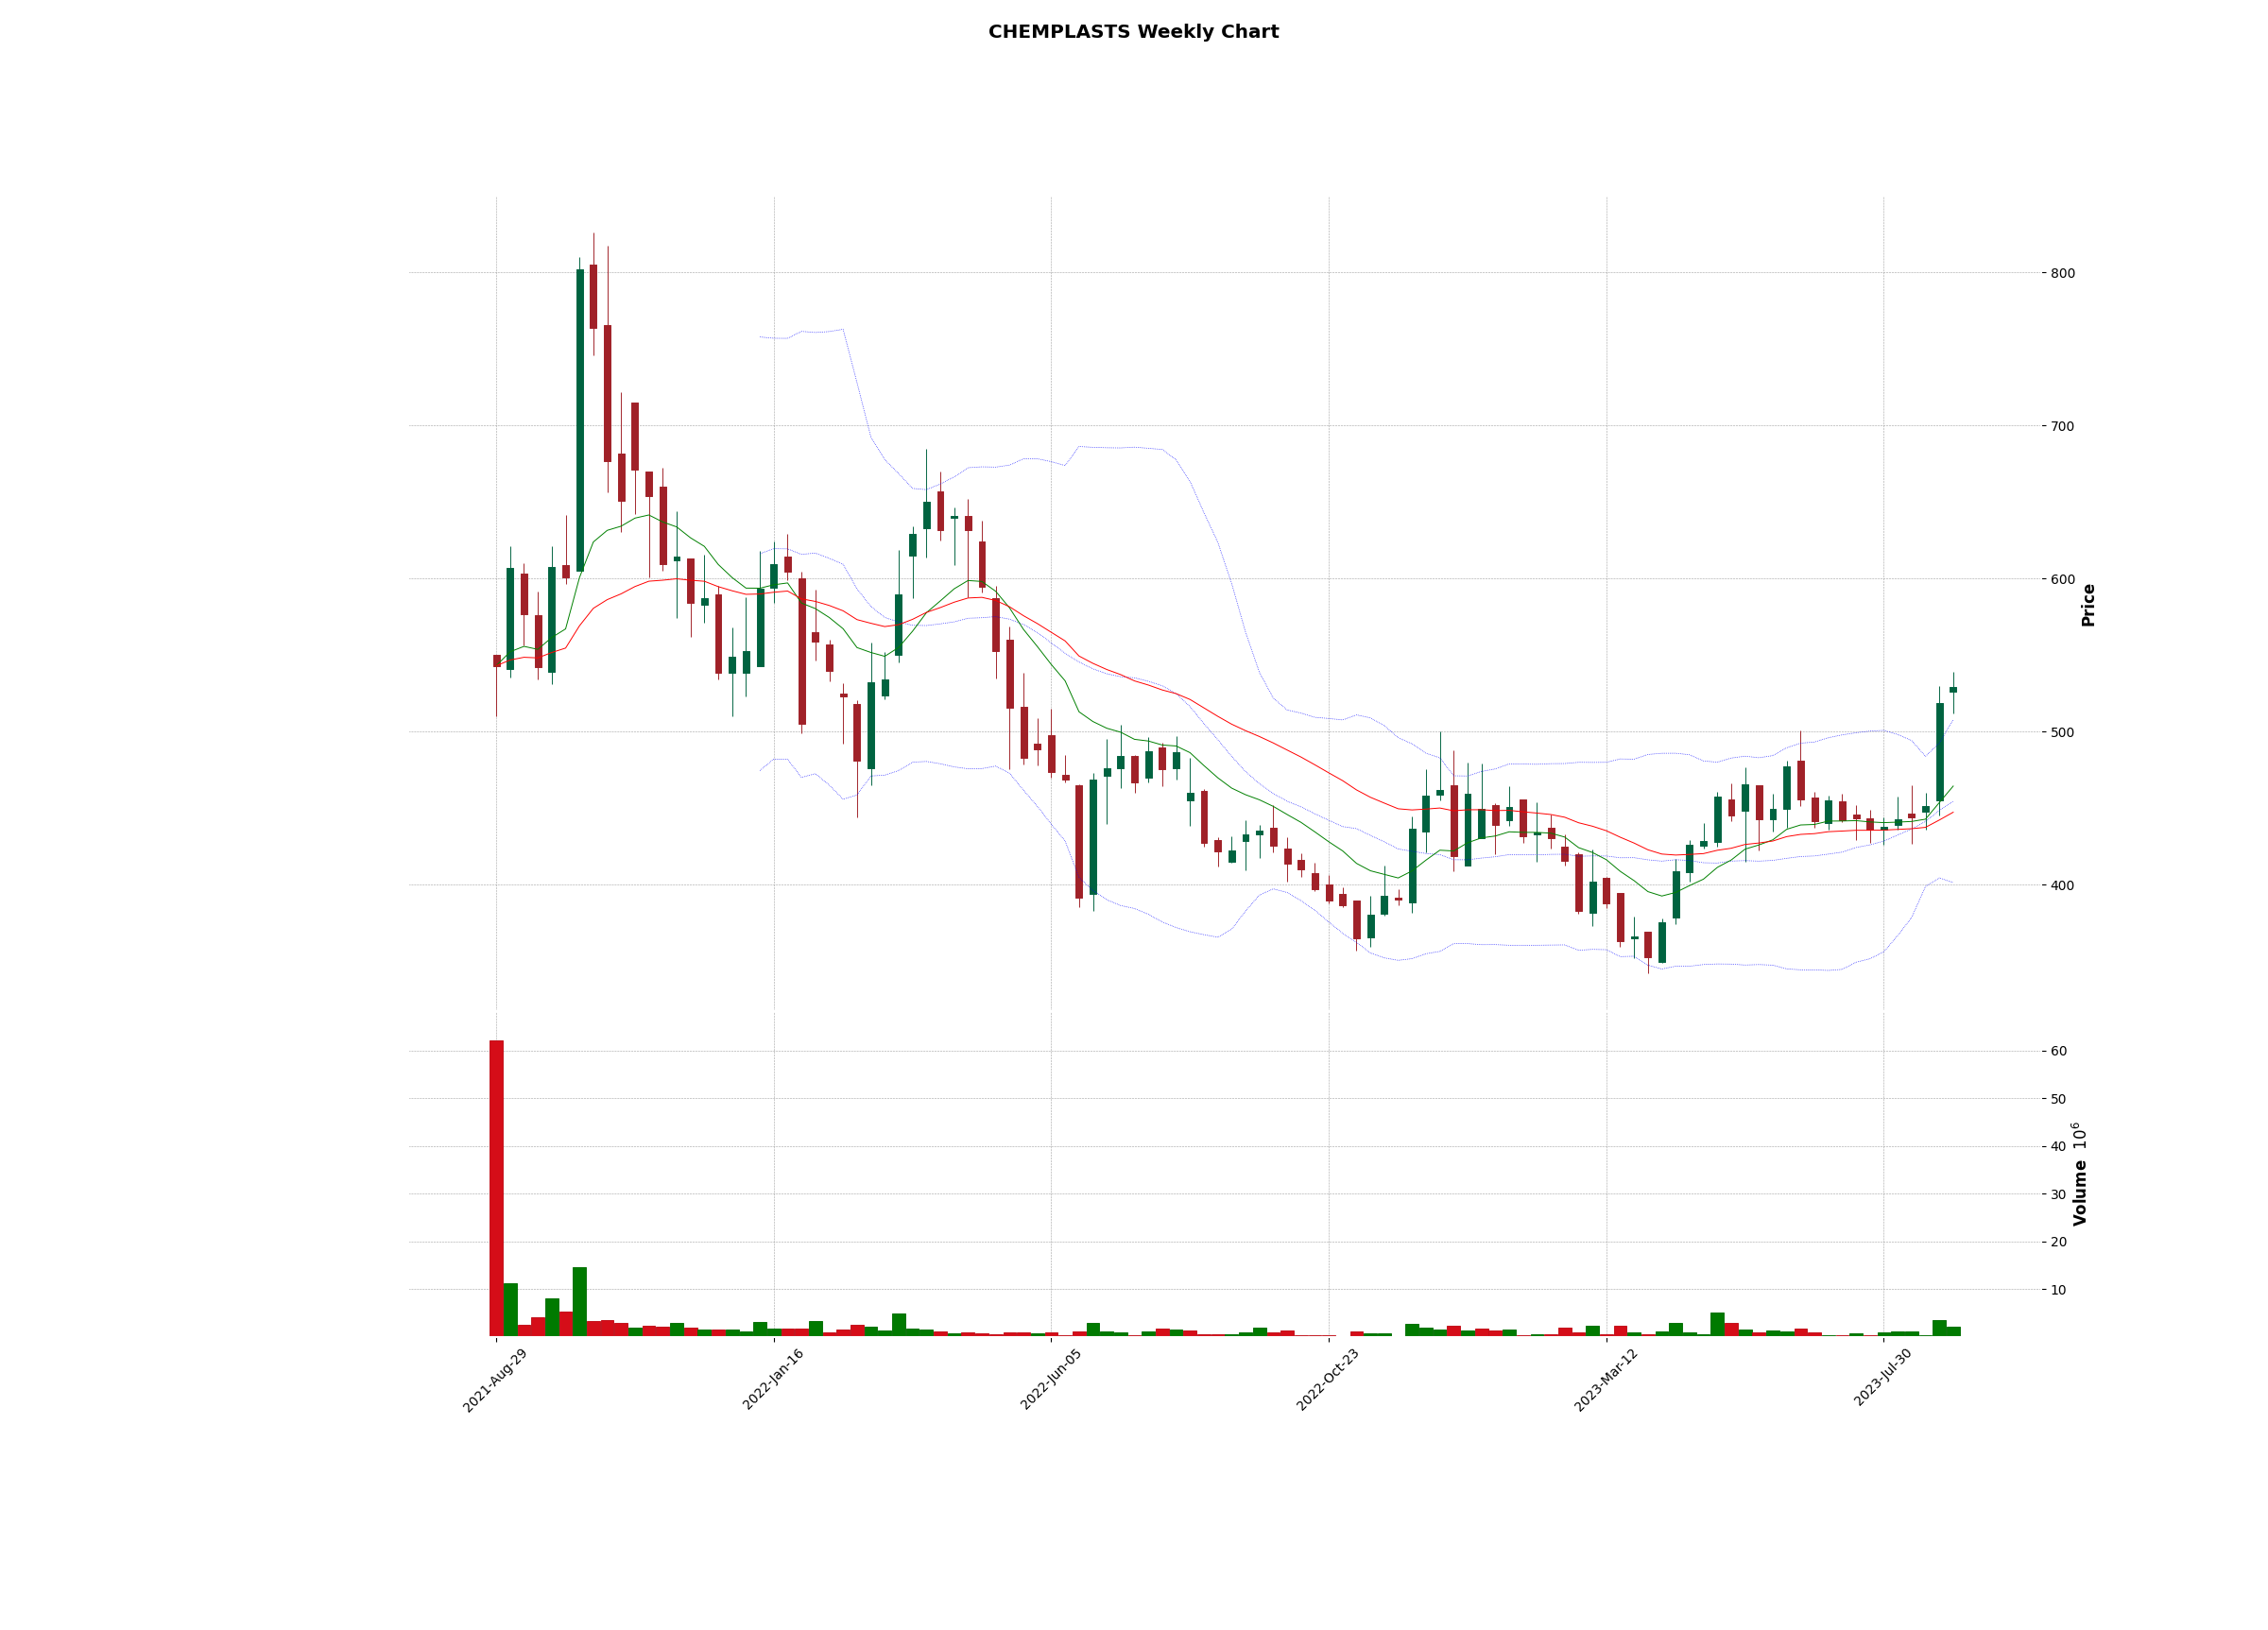 CHEMPLASTS Weekly Chart
800
700
600
500
400
Price
60
50
40
30
20
10
Volume 10^6
2021-Aug-29
2022-Jan-16
2022-Jun-05
2022-Oct-23
2023-Mar-12
2023-Jul-30